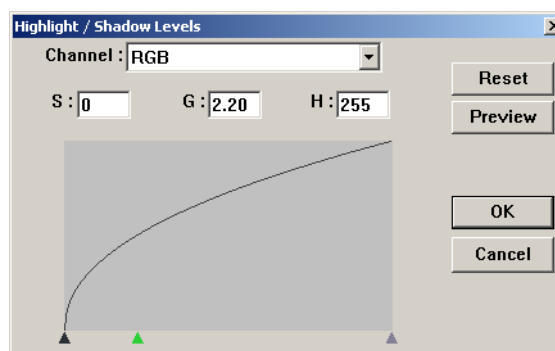 Highlight / Shadow Levels
Channel : RGB
S : 0 G : 2.20 H : 255
Reset
Preview
OK
Cancel